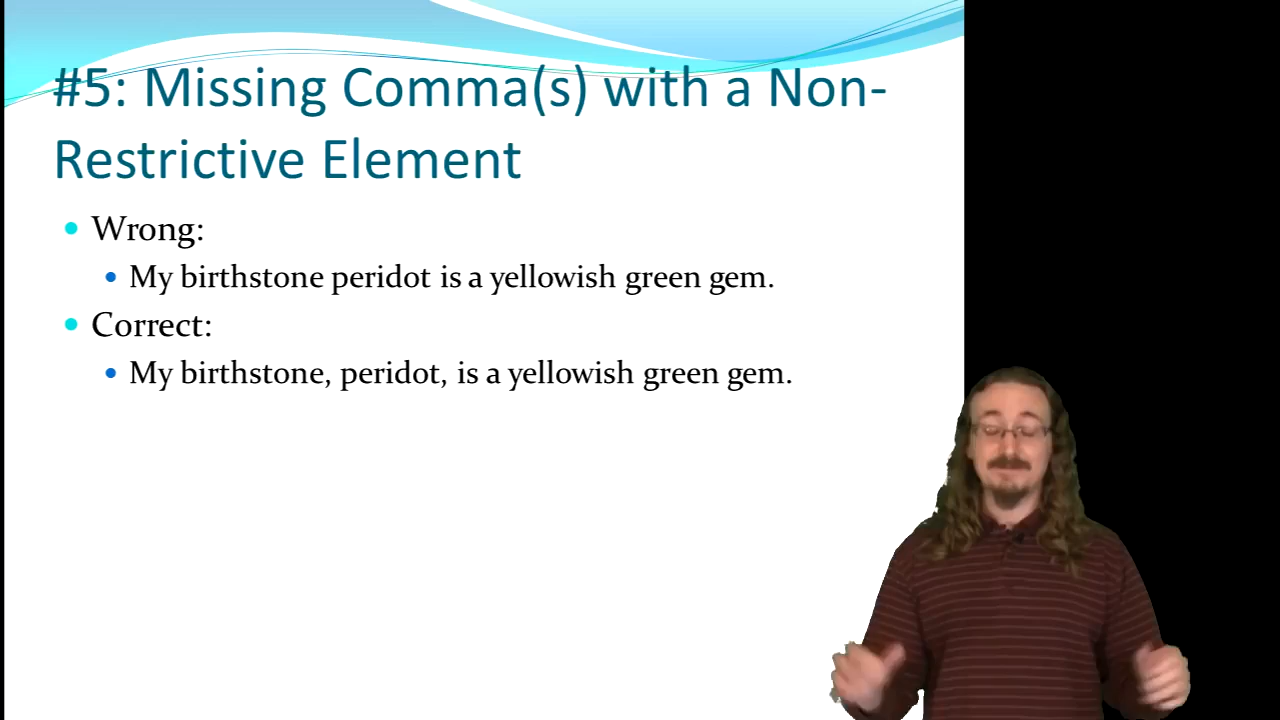 #5: Missing Comma(s) with a Non-
Restrictive Element
Wrong:
My birthstone peridot is a yellowish green gem.
Correct:
My birthstone, peridot, is a yellowish green gem.